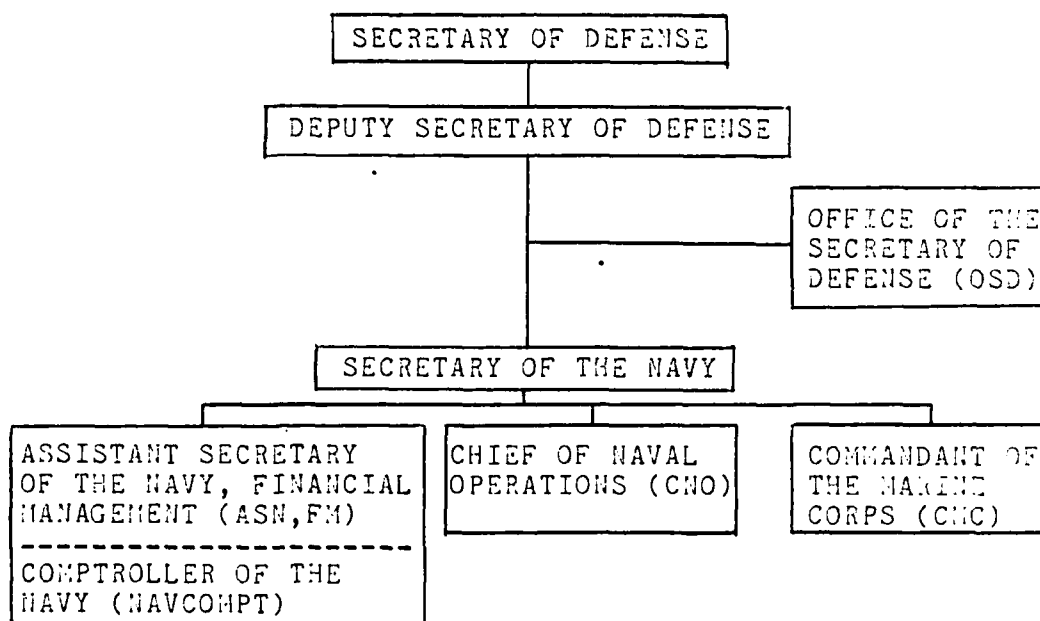 SECRETARY OF DEFENSE
DEPUTY SECRETARY OF DEFENSE
OFFICE OF THE
SECRETARY OF
DEFENSE (OSD)
SECRETARY OF THE NAVY
ASSISTANT SECRETARY
OF THE NAVY, FINANCIAL
MANAGEMENT (ASN,FM)
COMPTROLLER OF THE
NAVY (NAVCOMPT)
CHIEF OF NAVAL
OPERATIONS (CNO)
COMMANDANT OF
THE MARINE
CORPS (CMC)